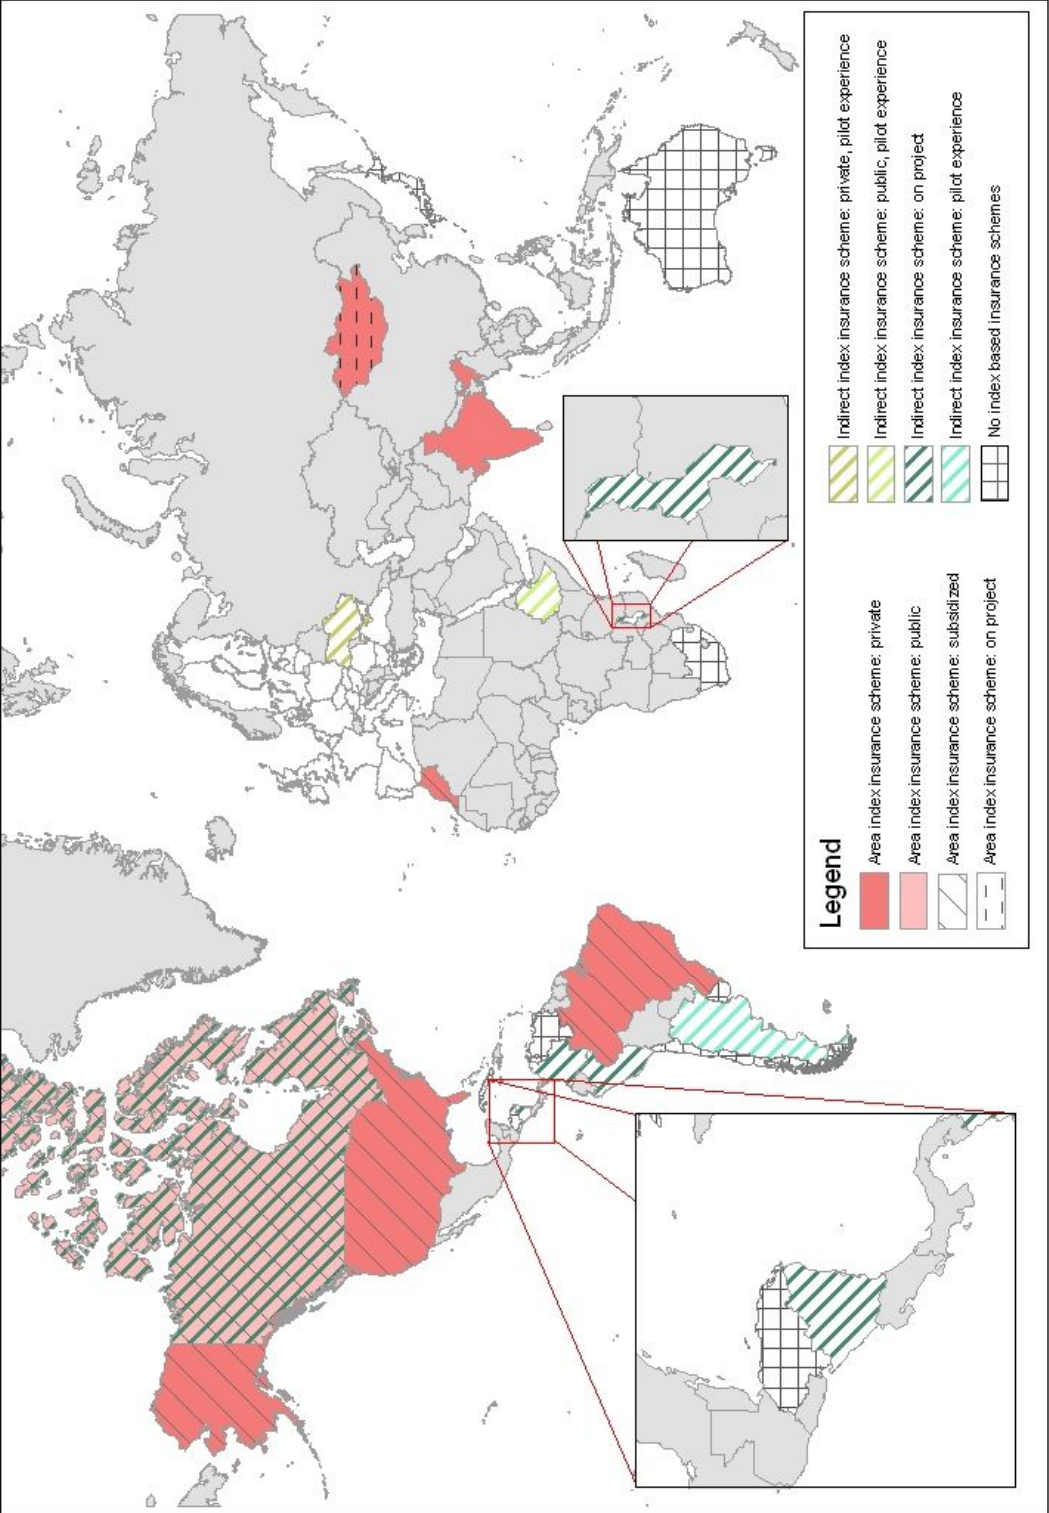 Legend
Area index insurance scheme: private
Area index insurance scheme: public
Area index insurance scheme: subsidized
Area index insurance scheme: on project
Indirect index insurance scheme: private, pilot experience
Indirect index insurance scheme: public, pilot experience
Indirect index insurance scheme: on project
Indirect index insurance scheme: pilot experience
No index based insurance schemes